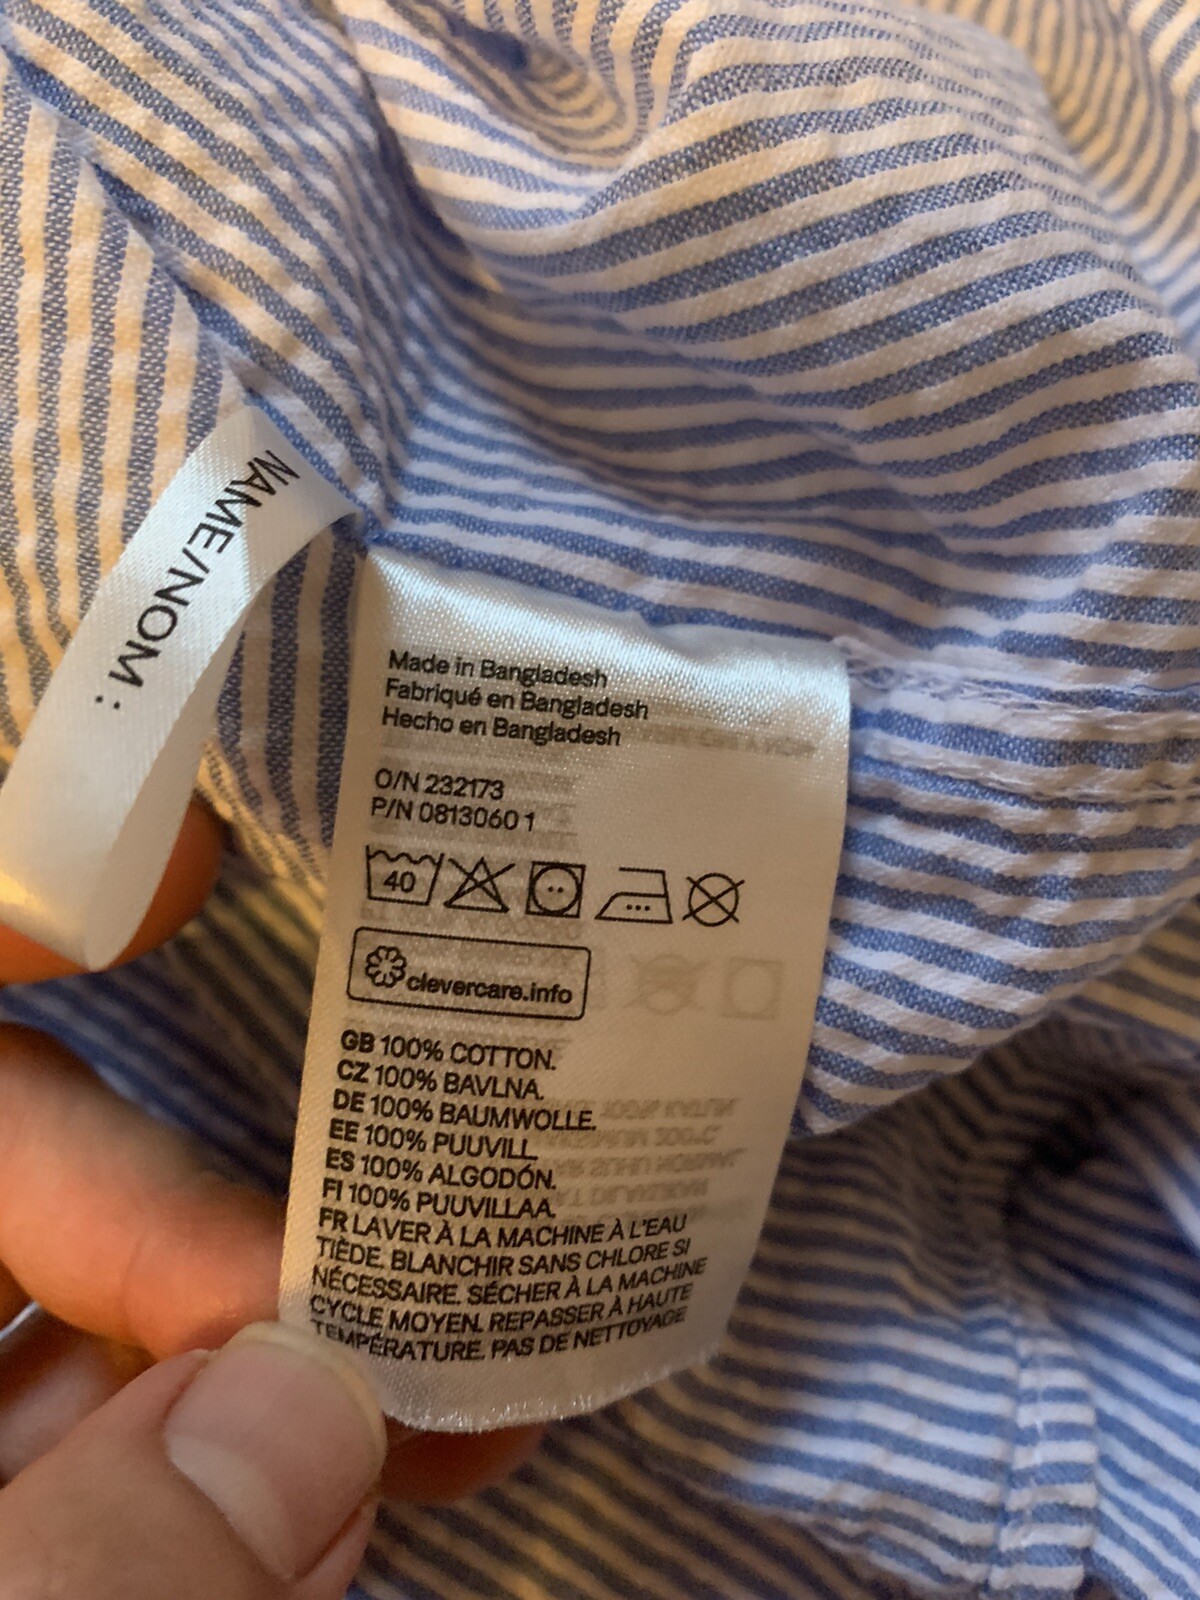 NAME/NOM :
Made in Bangladesh
Fabriqué en Bangladesh
Hecho en Bangladesh
O/N 232173
P/N 0813060 1
40
clevercare.info
GB 100% COTTON.
CZ 100% BAVLNA.
DE 100% BAUMWOLLE.
EE 100% PUUVILL.
ES 100% ALGODÓN.
FI 100% PUUVILLAA.
FR LAVER À LA MACHINE À L'EAU
TIÈDE. BLANCHIR SANS CHLORE SI
NÉCESSAIRE. SÉCHER À LA MACHINE
CYCLE MOYEN. REPASSER À HAUTE
TEMPÉRATURE. PAS DE NETTOYAGE